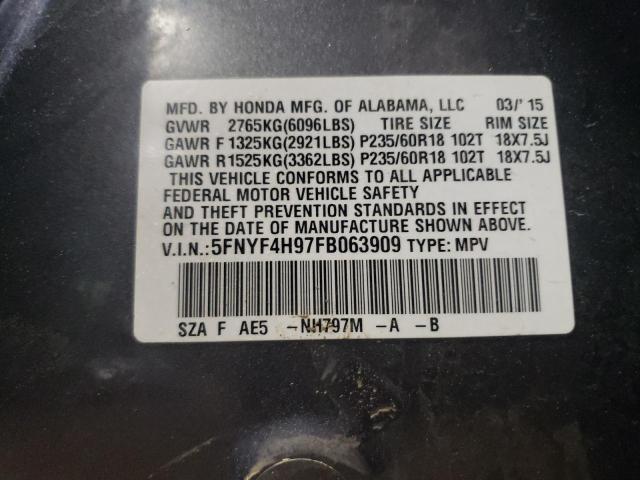 MFD. BY HONDA MFG. OF ALABAMA, LLC 03/'15
GVWR 2765KG(6096LBS) TIRE SIZE RIM SIZE
GAWR F 1325KG(2921LBS) P235/60R18 102T 18X7.5J
GAWR R1525KG(3362LBS) P235/60R18 102T 18X7.5J
THIS VEHICLE CONFORMS TO ALL APPLICABLE
FEDERAL MOTOR VEHICLE SAFETY
AND THEFT PREVENTION STANDARDS IN EFFECT
ON THE DATE OF MANUFACTURE SHOWN ABOVE.
V.I.N.: 5FNYF4H97FB063909 TYPE: MPV
SZA F AE5 -NH797M -A -B